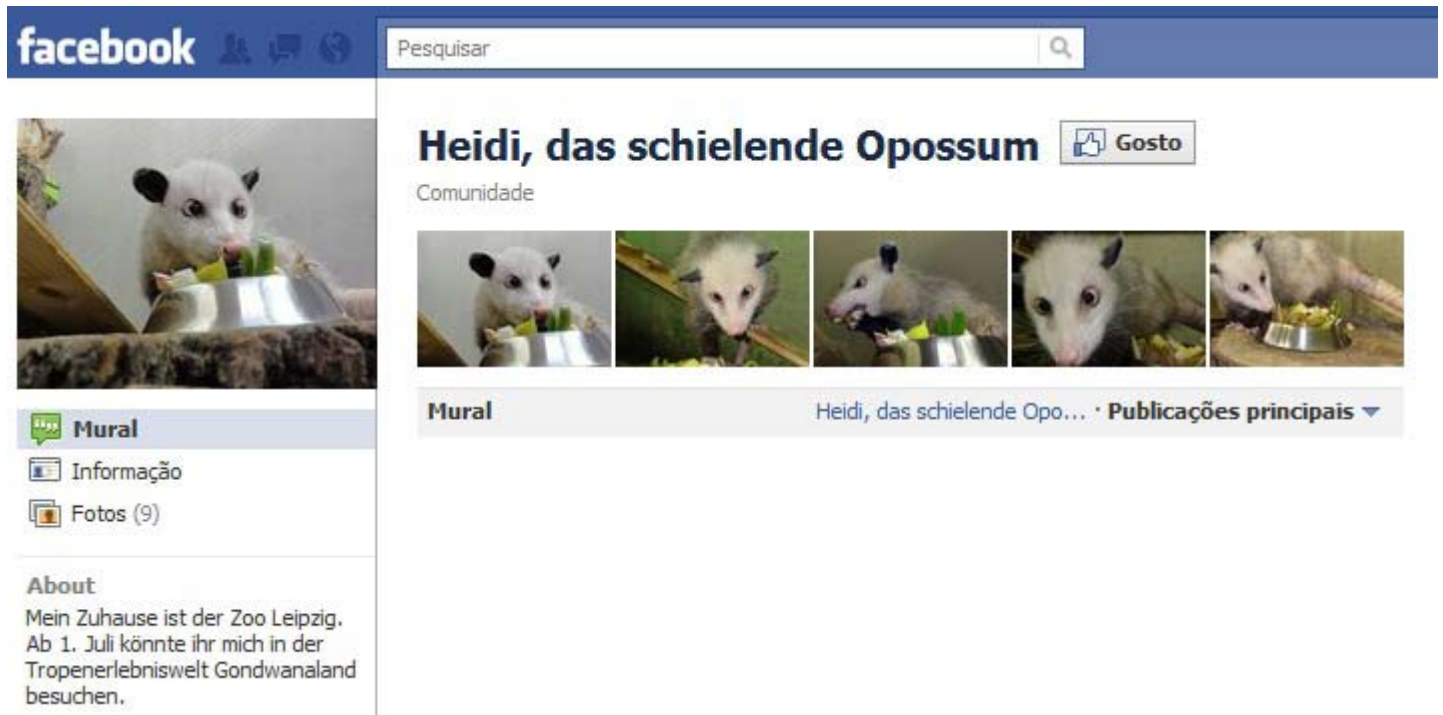 facebook
Pesquisar
Heidi, das schielende Opossum
Gosto
Comunidade
Mural
Heidi, das schielende Opo... · Publicações principais
Mural
Informação
Fotos (9)
About
Mein Zuhause ist der Zoo Leipzig.
Ab 1. Juli könnte ihr mich in der
Tropenerlebniswelt Gondwanaland
besuchen.